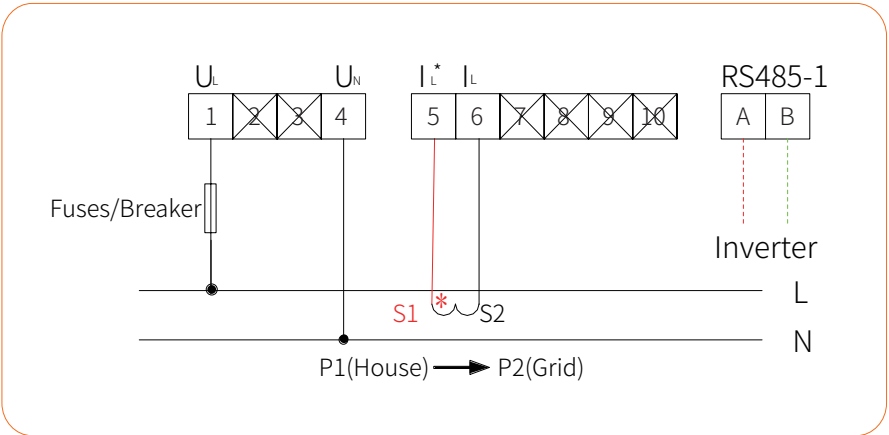 UL UN IL* IL RS485-1
1 2 3 4 5 6 7 8 9 10 A B
Fuses/Breaker
Inverter
L
S1 * S2
N
P1(House) P2(Grid)